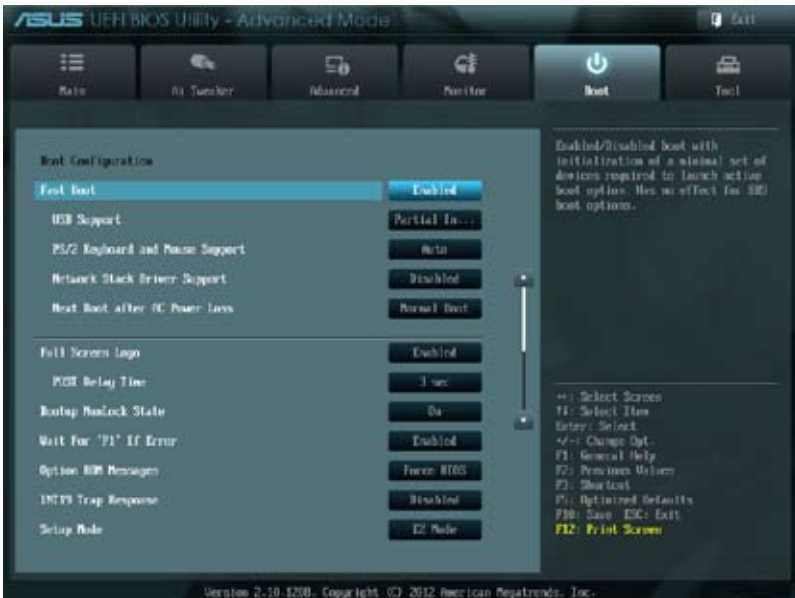 ASUS UEFI BIOS Utility - Advanced Mode
Exit
Main
Ai Tweaker
Advanced
Monitor
Boot
Tool
Boot Configuration
Fast Boot
Enabled
USB Support
Partial In...
PS/2 Keyboard and Mouse Support
Auto
Network Stack Driver Support
Disabled
Next Boot after AC Power Loss
Normal Boot
Full Screen Logo
Enabled
POST Delay Time
3 sec
Bootup NumLock State
On
Wait For 'F1' If Error
Enabled
Option ROM Messages
Force BIOS
INT19 Trap Response
Disabled
Setup Mode
EZ Mode
Enabled/Disabled boot with
initialization of a minimal set of
devices required to launch active
boot option. Has no effect for BBS
boot options.
→←: Select Screen
↑↓: Select Item
Enter: Select
+/-: Change Opt.
F1: General Help
F2: Previous Values
F3: Shortcut
F5: Optimized Defaults
F10: Save ESC: Exit
F12: Print Screen
Version 2.10.1208. Copyright (C) 2012 American Megatrends, Inc.